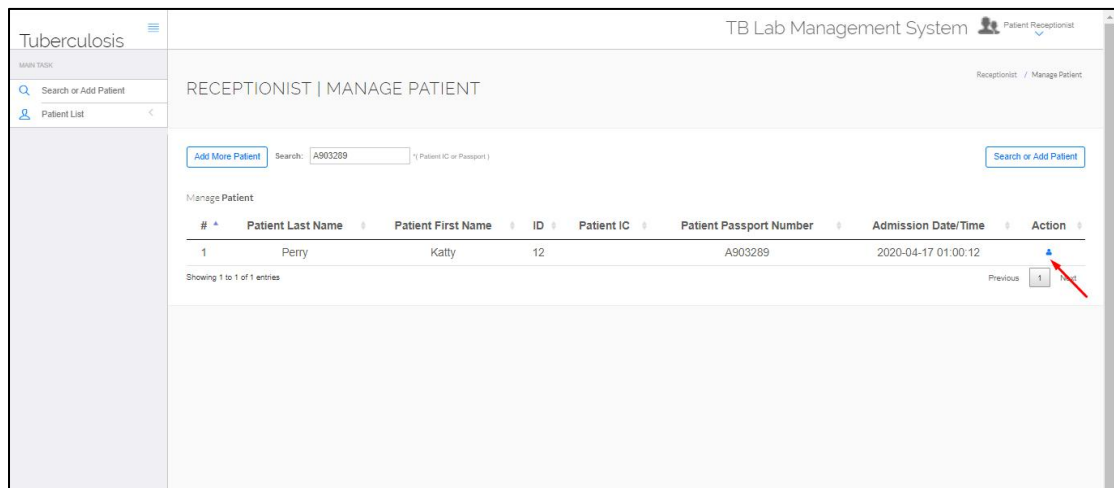 Tuberculosis
TB Lab Management System
Patient Receptionist
MAIN TASK
Search or Add Patient
Patient List
RECEPTIONIST | MANAGE PATIENT
Receptionist / Manage Patient
Add More Patient Search: A903289 *( Patient IC or Passport )
Search or Add Patient
Manage Patient
# Patient Last Name Patient First Name ID Patient IC Patient Passport Number Admission Date/Time Action
1 Perry Katty 12 A903289 2020-04-17 01:00:12
Showing 1 to 1 of 1 entries
Previous 1 Next